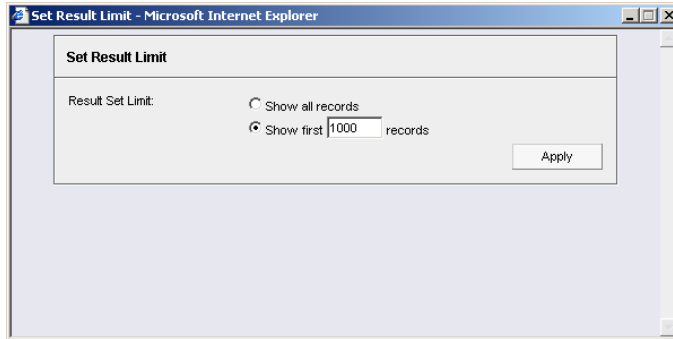 Set Result Limit - Microsoft Internet Explorer
Set Result Limit
Result Set Limit:
Show all records
Show first 1000 records
Apply